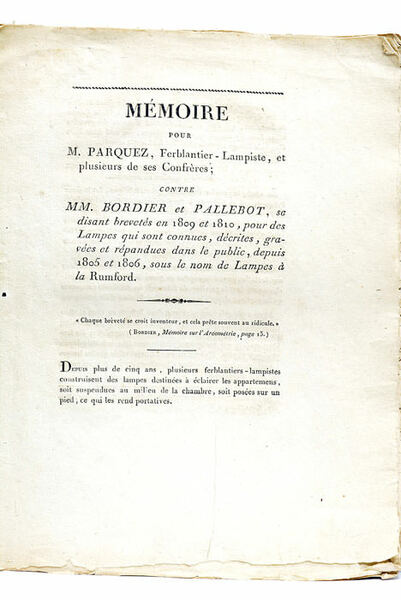 MÉMOIRE
POUR
M. PARQUEZ, Ferblantier-Lampiste, et
plusieurs de ses Confrères;
CONTRE
MM. BORDIER et PALLEBOT, se
disant brevetés en 1809 et 1810, pour des
Lampes qui sont connues, décrites, gra-
vées et répandues dans le public, depuis
1805 et 1806, sous le nom de Lampes à
la Rumford.
« Chaque brèveté se croit inventeur, et cela prête souvent au ridicule. »
( BORDIER, Mémoire sur l'Aréométrie, page 15.)
DEPUIS plus de cinq ans, plusieurs ferblantiers-lampistes
construisent des lampes destinées à éclairer les appartemens,
soit suspendues au milieu de la chambre, soit posées sur un
pied, ce qui les rend portatives.